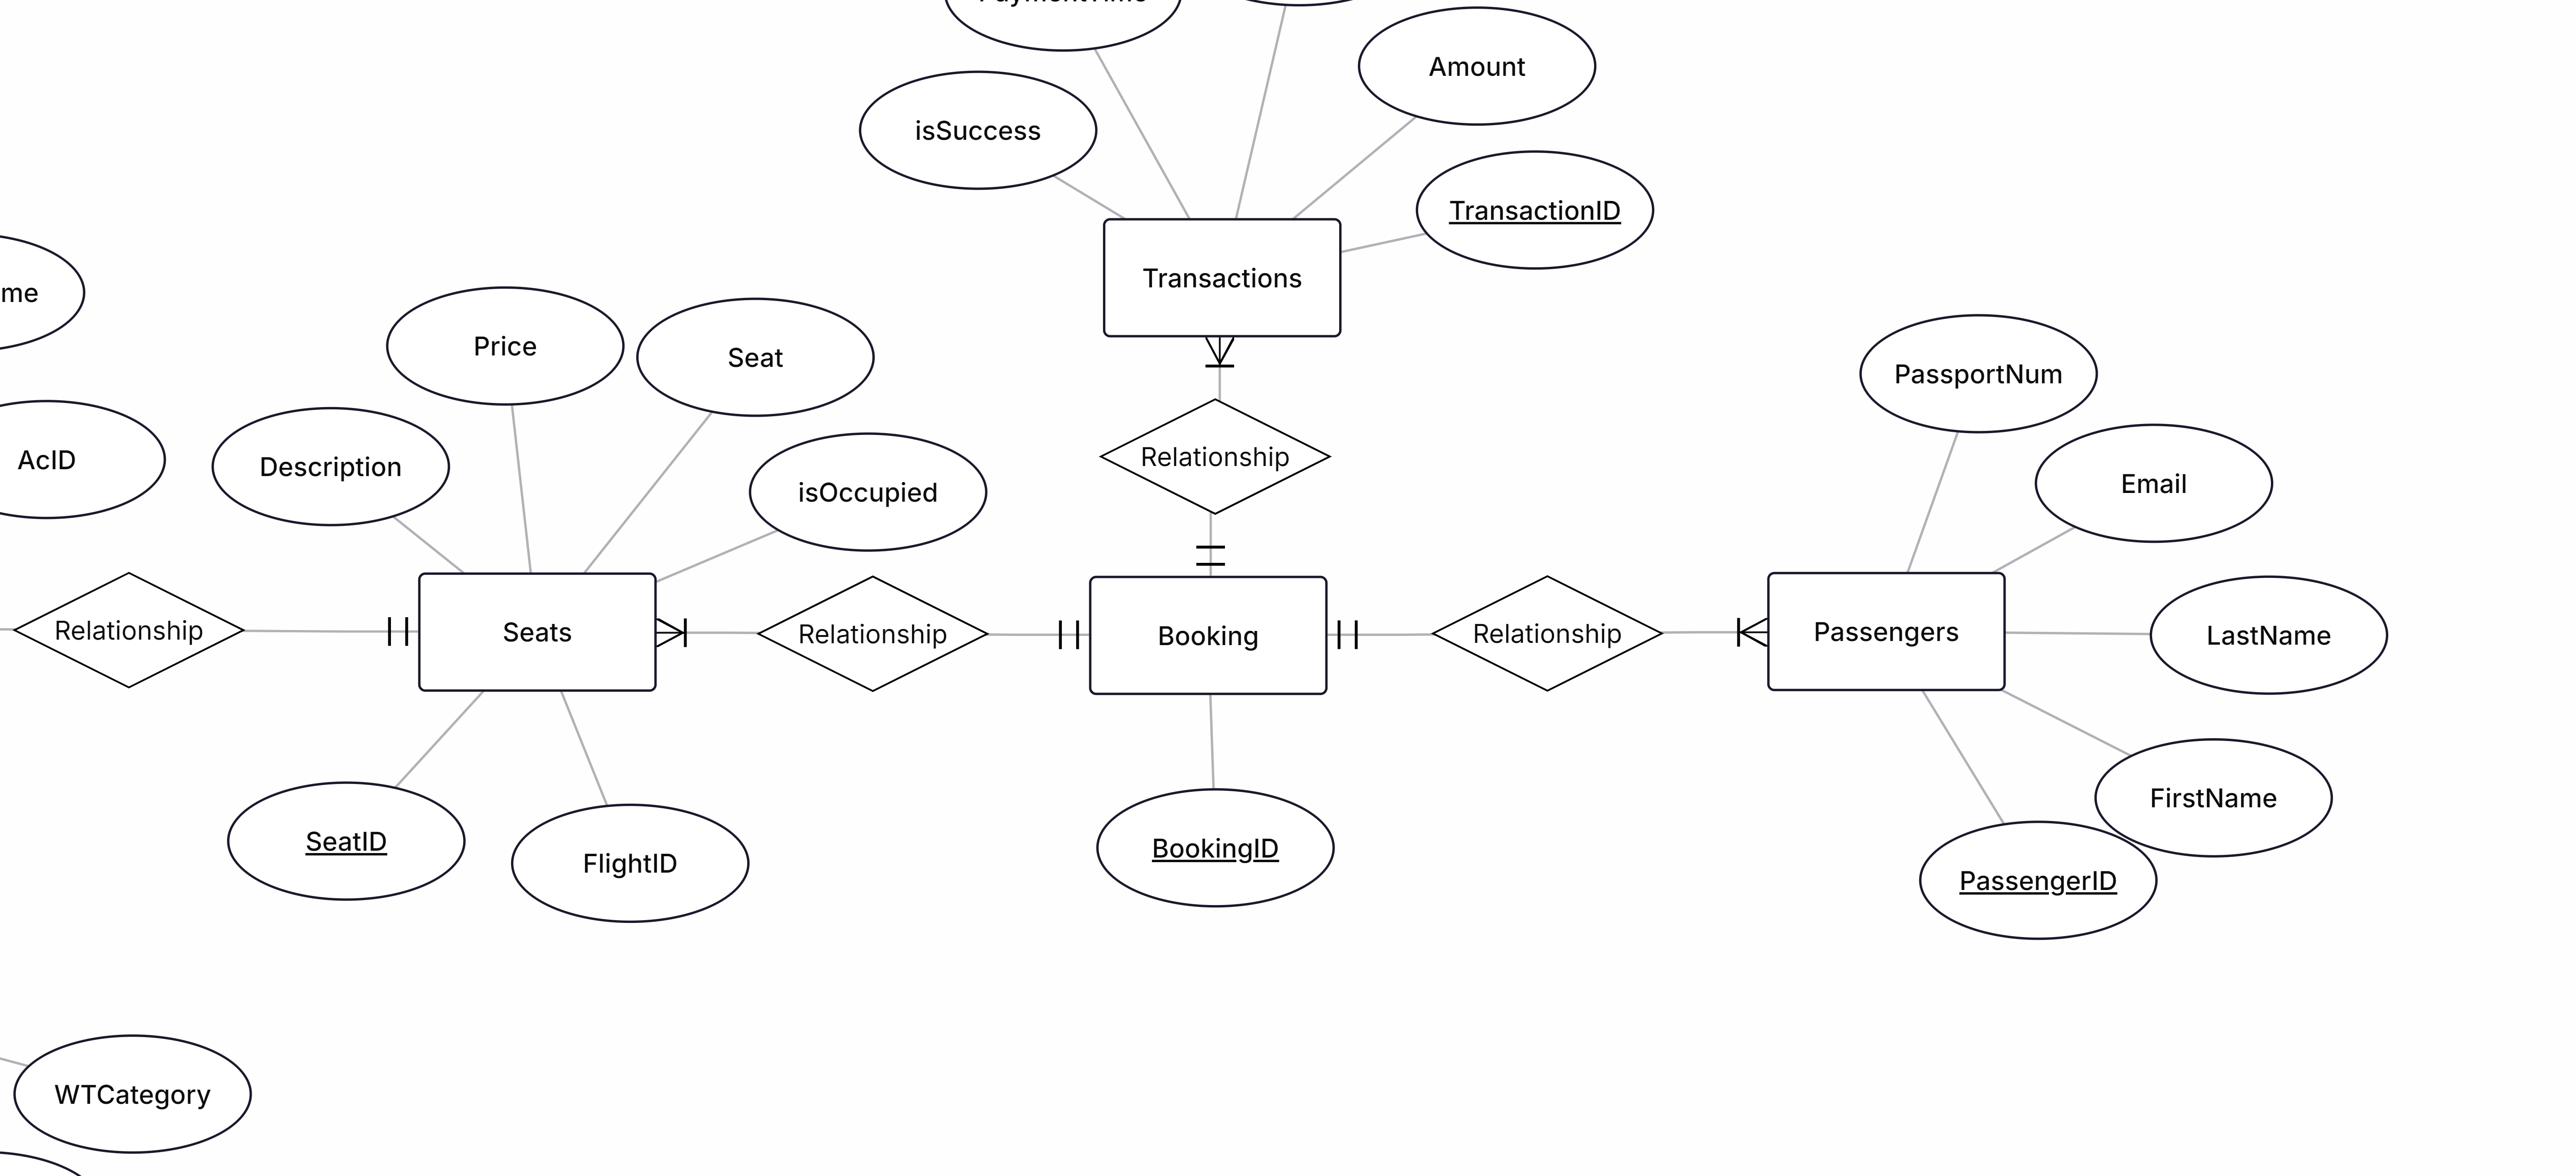 Amount
isSuccess
TransactionID
Transactions
me
Price
Seat
PassportNum
AcID
Description
isOccupied
Relationship
Email
Relationship
Seats
Relationship
Booking
Relationship
Passengers
LastName
SeatID
FlightID
BookingID
FirstName
PassengerID
WTCategory